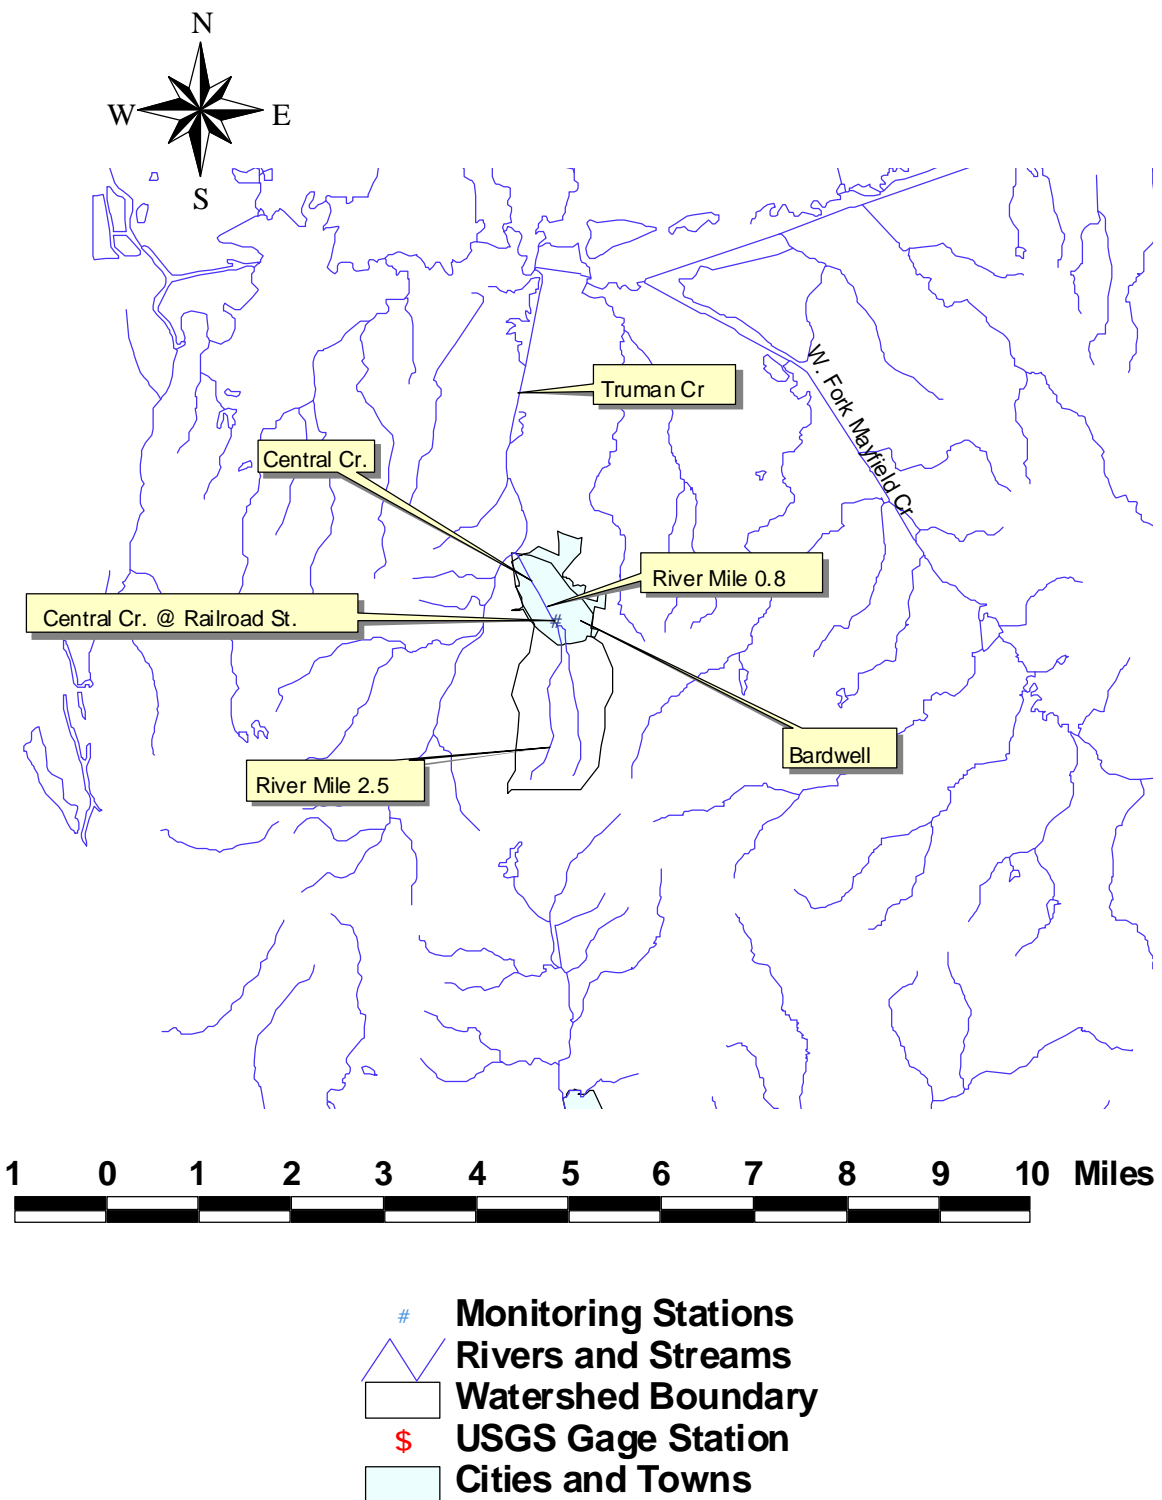 N
W E
S
W. Fork Mayfield Cr
Truman Cr
Central Cr.
River Mile 0.8
Central Cr. @ Railroad St.
#
Bardwell
River Mile 2.5
1 0 1 2 3 4 5 6 7 8 9 10 Miles
# Monitoring Stations
Rivers and Streams
Watershed Boundary
$ USGS Gage Station
Cities and Towns